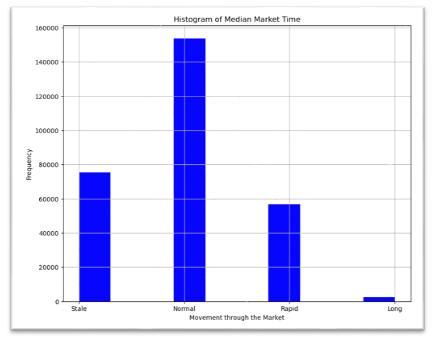 Histogram of Median Market Time
160000
140000
120000
100000
80000
60000
40000
20000
0
Frequency
Stale Normal Rapid Long
Movement through the Market